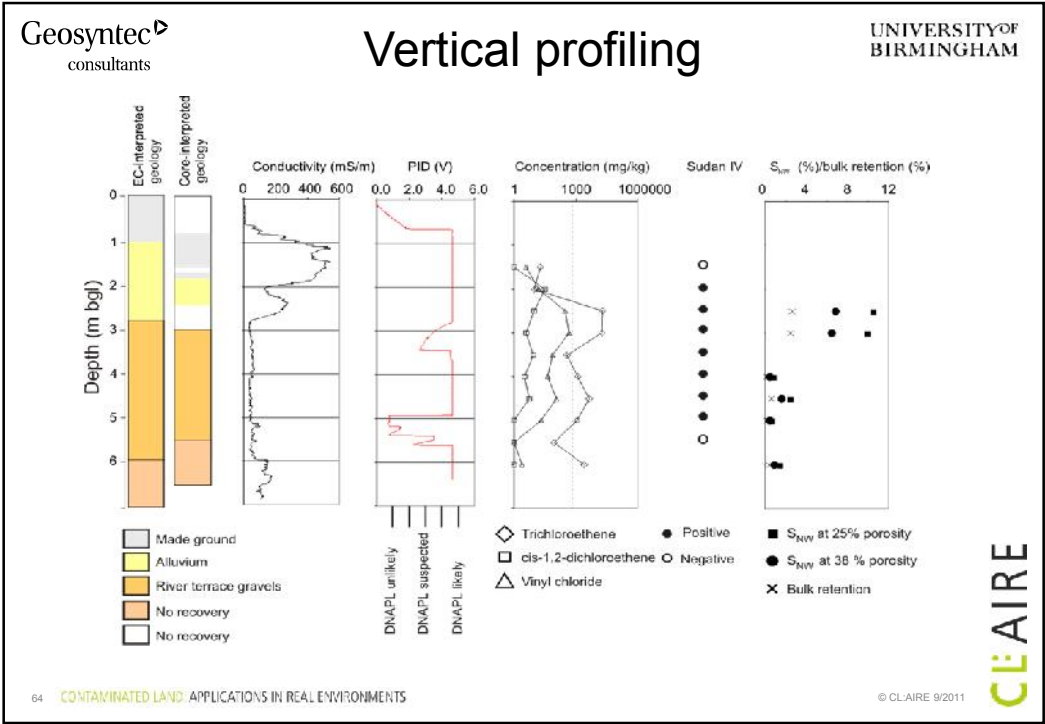 Geosyntec
consultants
Vertical profiling
UNIVERSITY OF
BIRMINGHAM
EC-interpreted
geology
Core-interpreted
geology
Conductivity (mS/m)
0 200 400 600
PID (V)
0.0 2.0 4.0 6.0
Concentration (mg/kg)
1 1000 1000000
Sudan IV
S_NW (%)/bulk retention (%)
0 4 8 12
Depth (m bgl)
0
1
2
3
4
5
6
Made ground
Alluvium
River terrace gravels
No recovery
No recovery
DNAPL unlikely
DNAPL suspected
DNAPL likely
Trichloroethene
cis-1,2-dichloroethene
Vinyl chloride
Positive
Negative
S_NW at 25% porosity
S_NW at 38 % porosity
Bulk retention
CL:AIRE
64 CONTAMINATED LAND: APPLICATIONS IN REAL ENVIRONMENTS
© CL:AIRE 9/2011